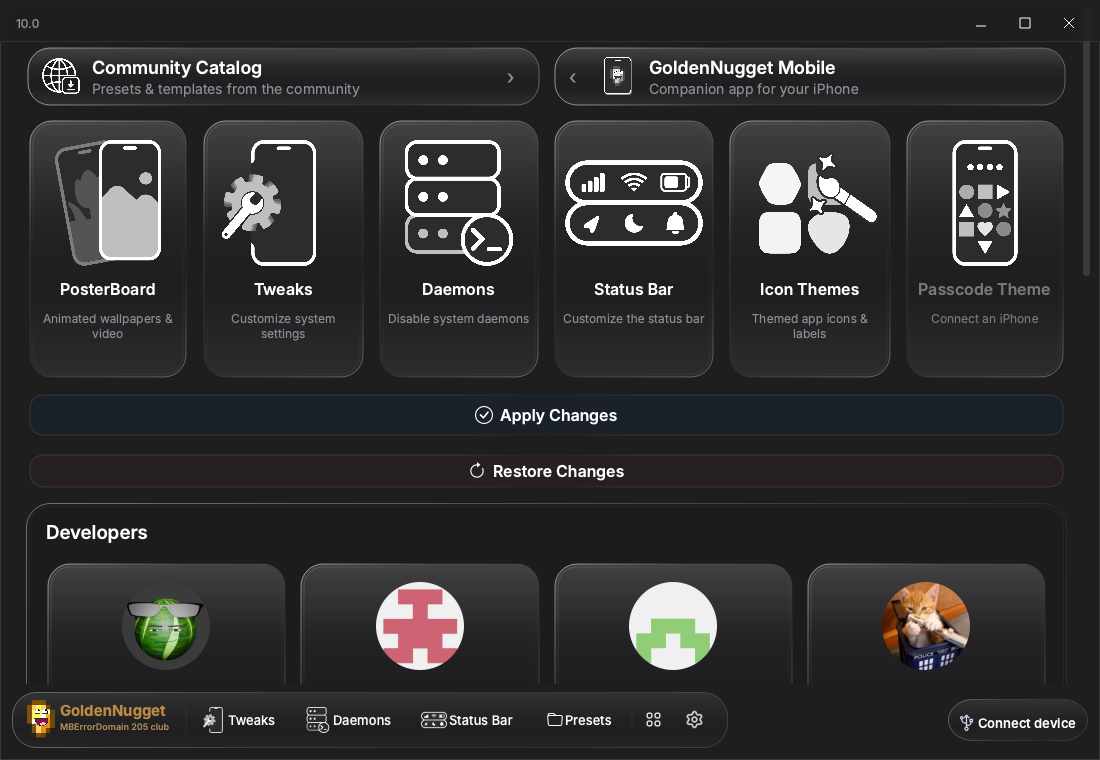 10.0
Community Catalog
Presets & templates from the community
GoldenNugget Mobile
Companion app for your iPhone
PosterBoard
Animated wallpapers &
video
Tweaks
Customize system
settings
Daemons
Disable system daemons
Status Bar
Customize the status bar
Icon Themes
Themed app icons &
labels
Passcode Theme
Connect an iPhone
Apply Changes
Restore Changes
Developers
GoldenNugget
MBErrorDomain 205 club
Tweaks
Daemons
Status Bar
Presets
Connect device